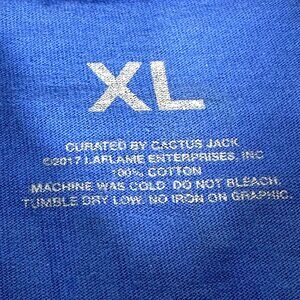 XL
CURATED BY CACTUS JACK
©2017 LAFLAME ENTERPRISES, INC
100% COTTON
MACHINE WAS COLD. DO NOT BLEACH.
TUMBLE DRY LOW. NO IRON ON GRAPHIC.